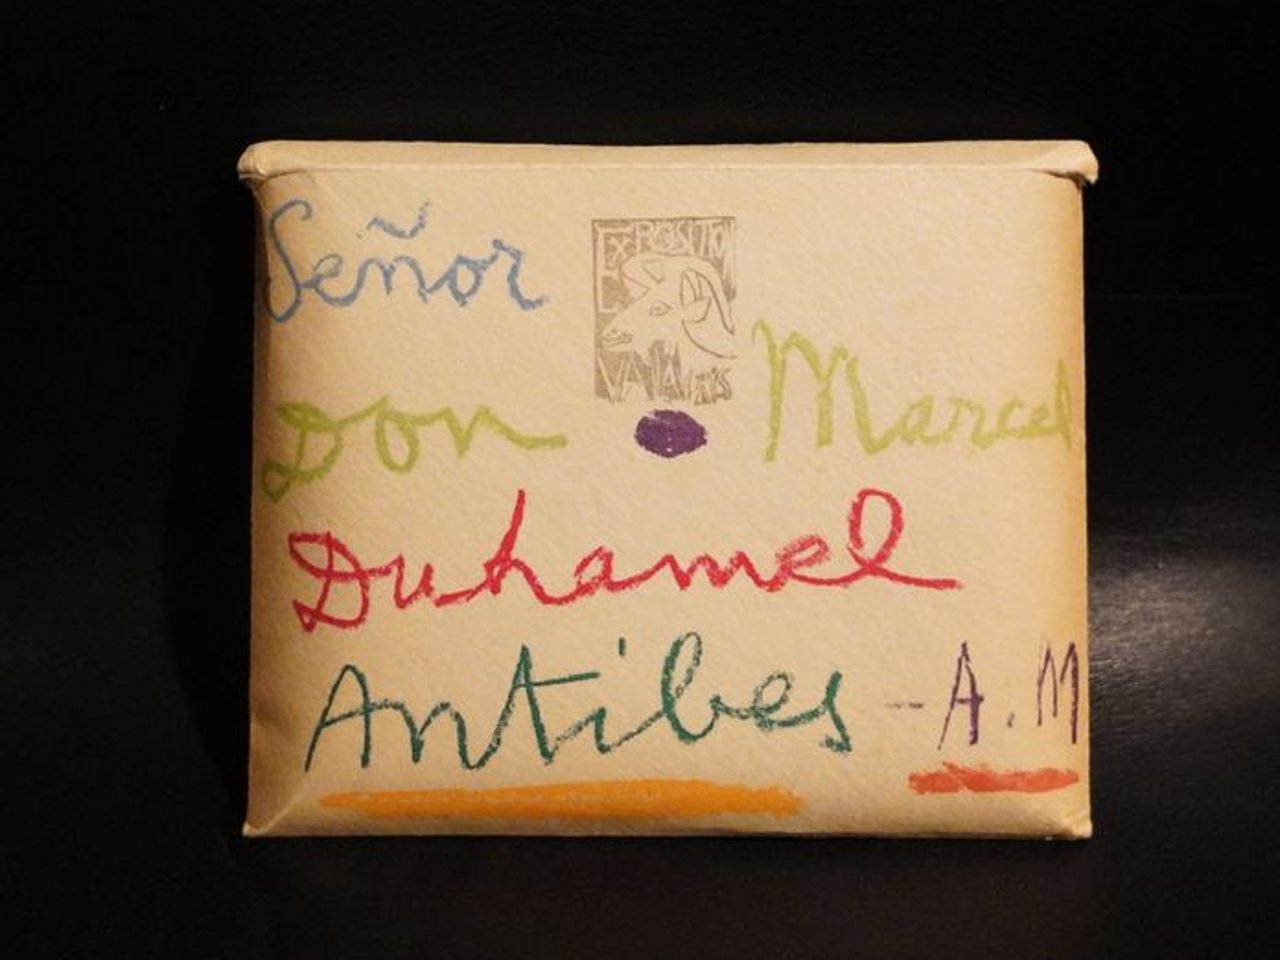 Señor
EXPOSITION
VALLAURIS
Don Marcel
Duhamel
Antibes - A.M